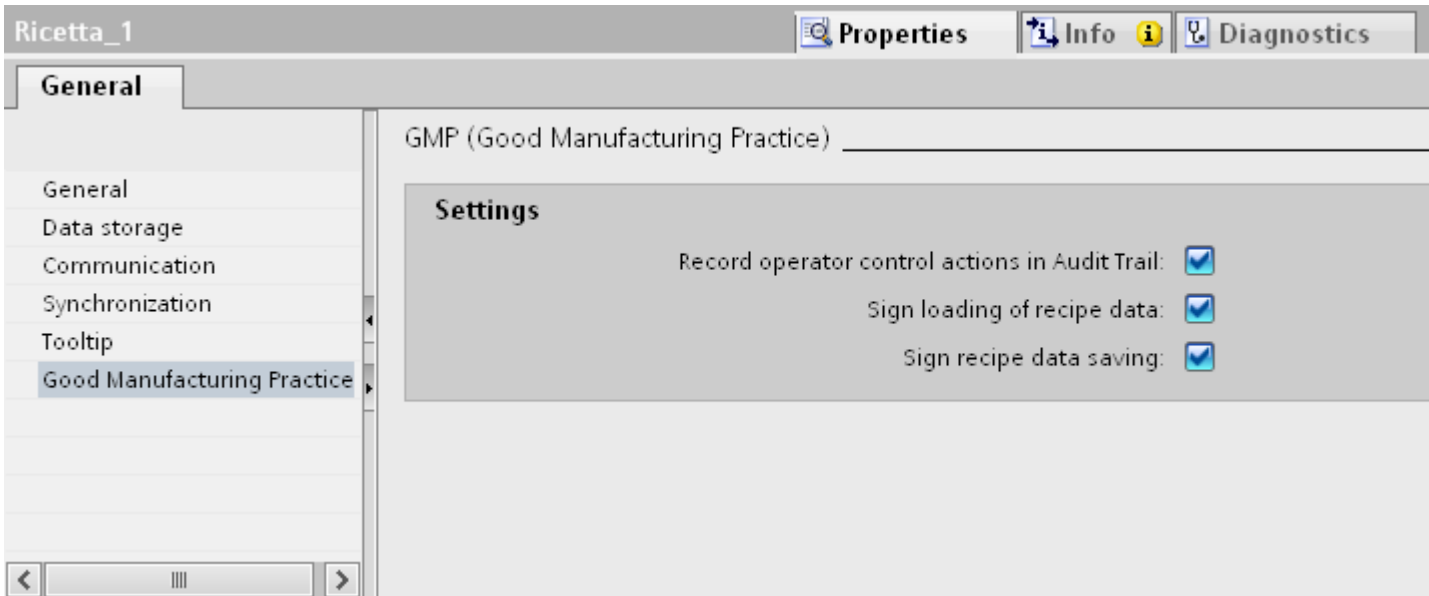 Ricetta_1
Properties
Info
Diagnostics
General
GMP (Good Manufacturing Practice)
General
Data storage
Communication
Synchronization
Tooltip
Good Manufacturing Practice
Settings
Record operator control actions in Audit Trail:
Sign loading of recipe data:
Sign recipe data saving: